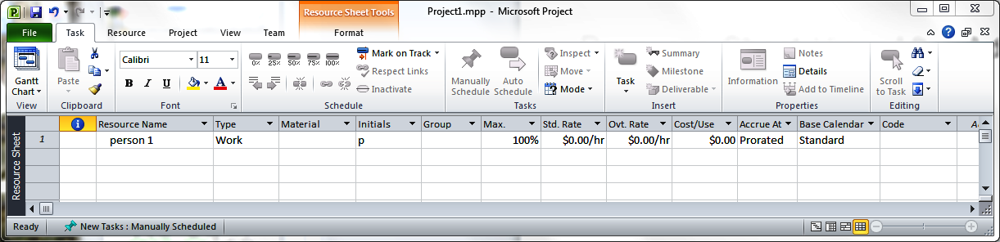 Resource Sheet Tools Project1.mpp - Microsoft Project
File Task Resource Project View Team Format
Calibri 11 0% 25% 50% 75% 100% Mark on Track Inspect Summary Notes
Gantt Chart Paste Respect Links Manually Schedule Auto Schedule Move Task Milestone Information Details Scroll to Task
B I U A Inactivate Mode Deliverable Add to Timeline
View Clipboard Font Schedule Tasks Insert Properties Editing
Resource Name Type Material Initials Group Max. Std. Rate Ovt. Rate Cost/Use Accrue At Base Calendar Code
1 person 1 Work p 100% $0.00/hr $0.00/hr $0.00 Prorated Standard
Resource Sheet
Ready New Tasks : Manually Scheduled